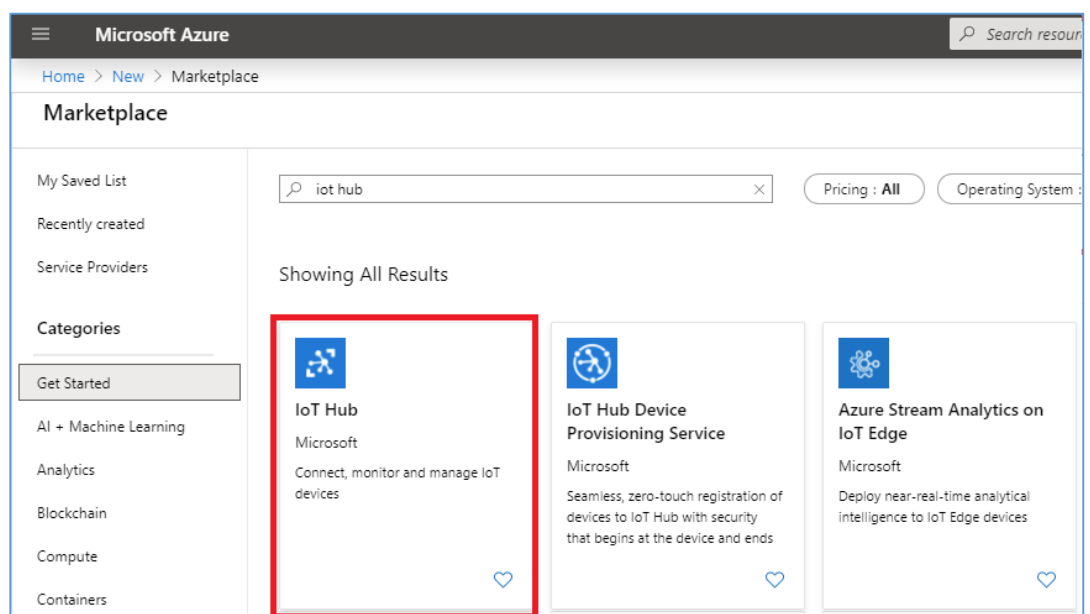 Microsoft Azure
Search resour
Home > New > Marketplace
Marketplace
My Saved List
Recently created
Service Providers
Categories
Get Started
AI + Machine Learning
Analytics
Blockchain
Compute
Containers
iot hub
Pricing : All
Operating System :
Showing All Results
IoT Hub
Microsoft
Connect, monitor and manage IoT
devices
IoT Hub Device
Provisioning Service
Microsoft
Seamless, zero-touch registration of
devices to IoT Hub with security
that begins at the device and ends
Azure Stream Analytics on
IoT Edge
Microsoft
Deploy near-real-time analytical
intelligence to IoT Edge devices